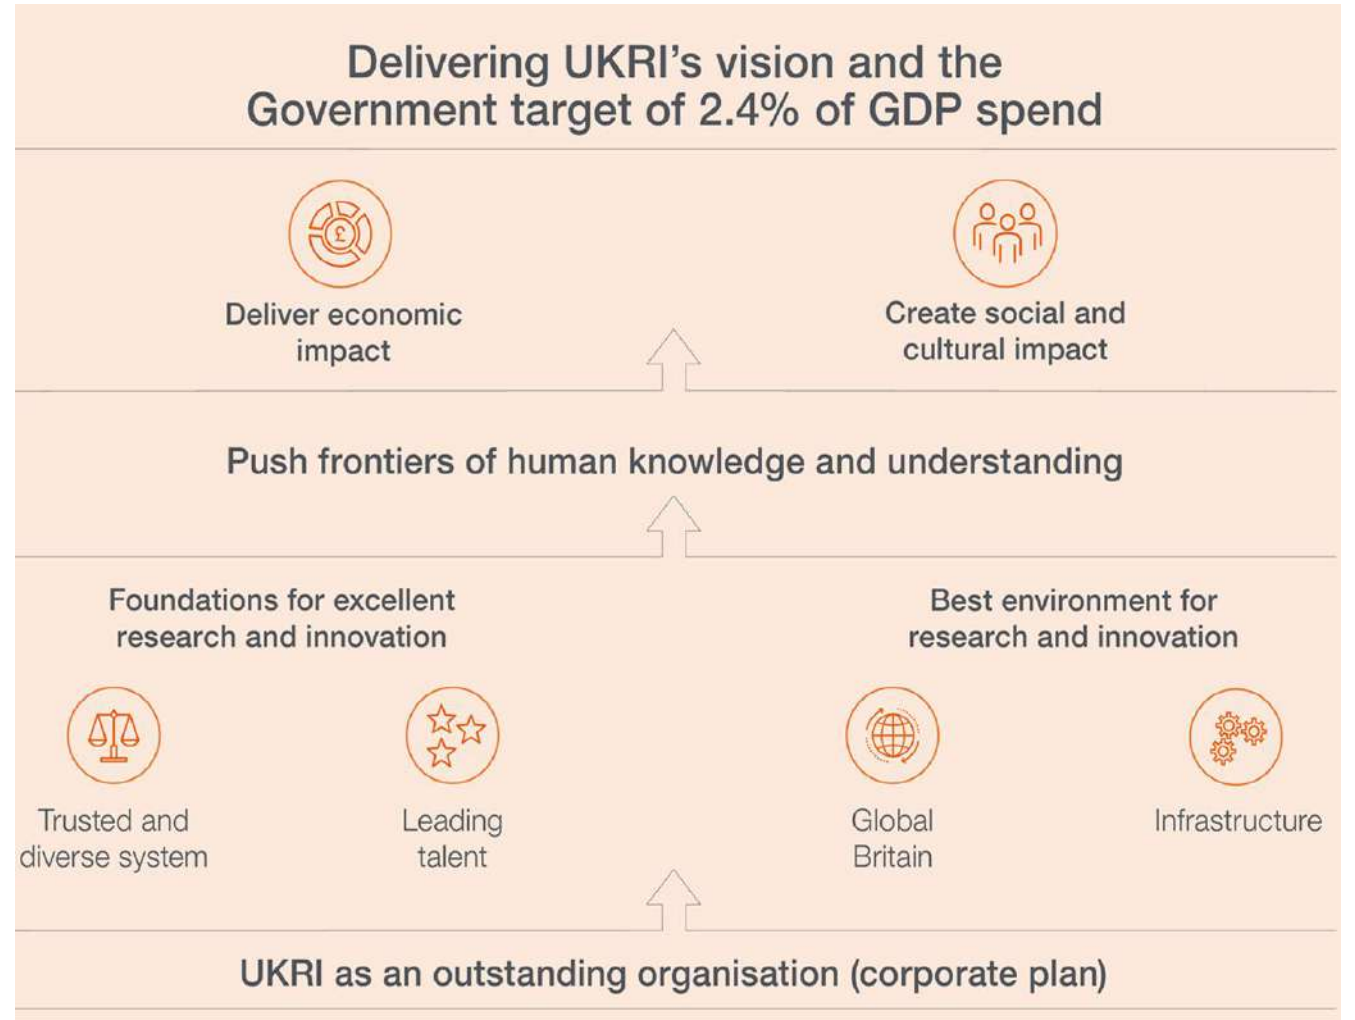 Delivering UKRI's vision and the
Government target of 2.4% of GDP spend
£
Deliver economic
impact
Create social and
cultural impact
Push frontiers of human knowledge and understanding
Foundations for excellent
research and innovation
Best environment for
research and innovation
Trusted and
diverse system
Leading
talent
Global
Britain
Infrastructure
UKRI as an outstanding organisation (corporate plan)